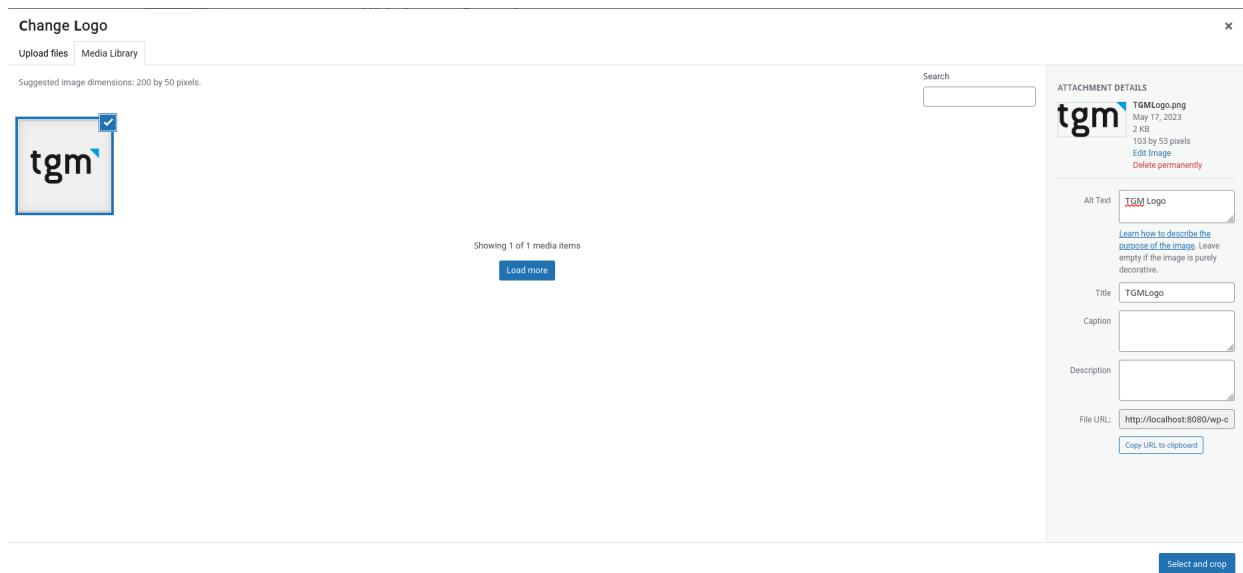 Change Logo
Upload files
Media Library
Suggested image dimensions: 200 by 50 pixels.
Search
tgm
Showing 1 of 1 media items
Load more
ATTACHMENT DETAILS
tgm
TGMLogo.png
May 17, 2023
2 KB
103 by 53 pixels
Edit Image
Delete permanently
Alt Text
TGM Logo
Learn how to describe the
purpose of the image. Leave
empty if the image is purely
decorative.
Title
TGMLogo
Caption
Description
File URL:
http://localhost:8080/wp-c
Copy URL to clipboard
Select and crop